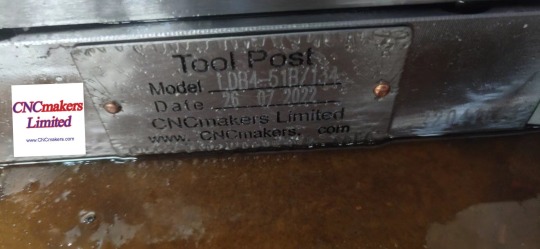 Tool Post
Model LDB4-51R/134
Date 26 07 2022
CNCmakers Limited
www. CNCmakers. com
CNCmakers
Limited
www.CNCmakers.com